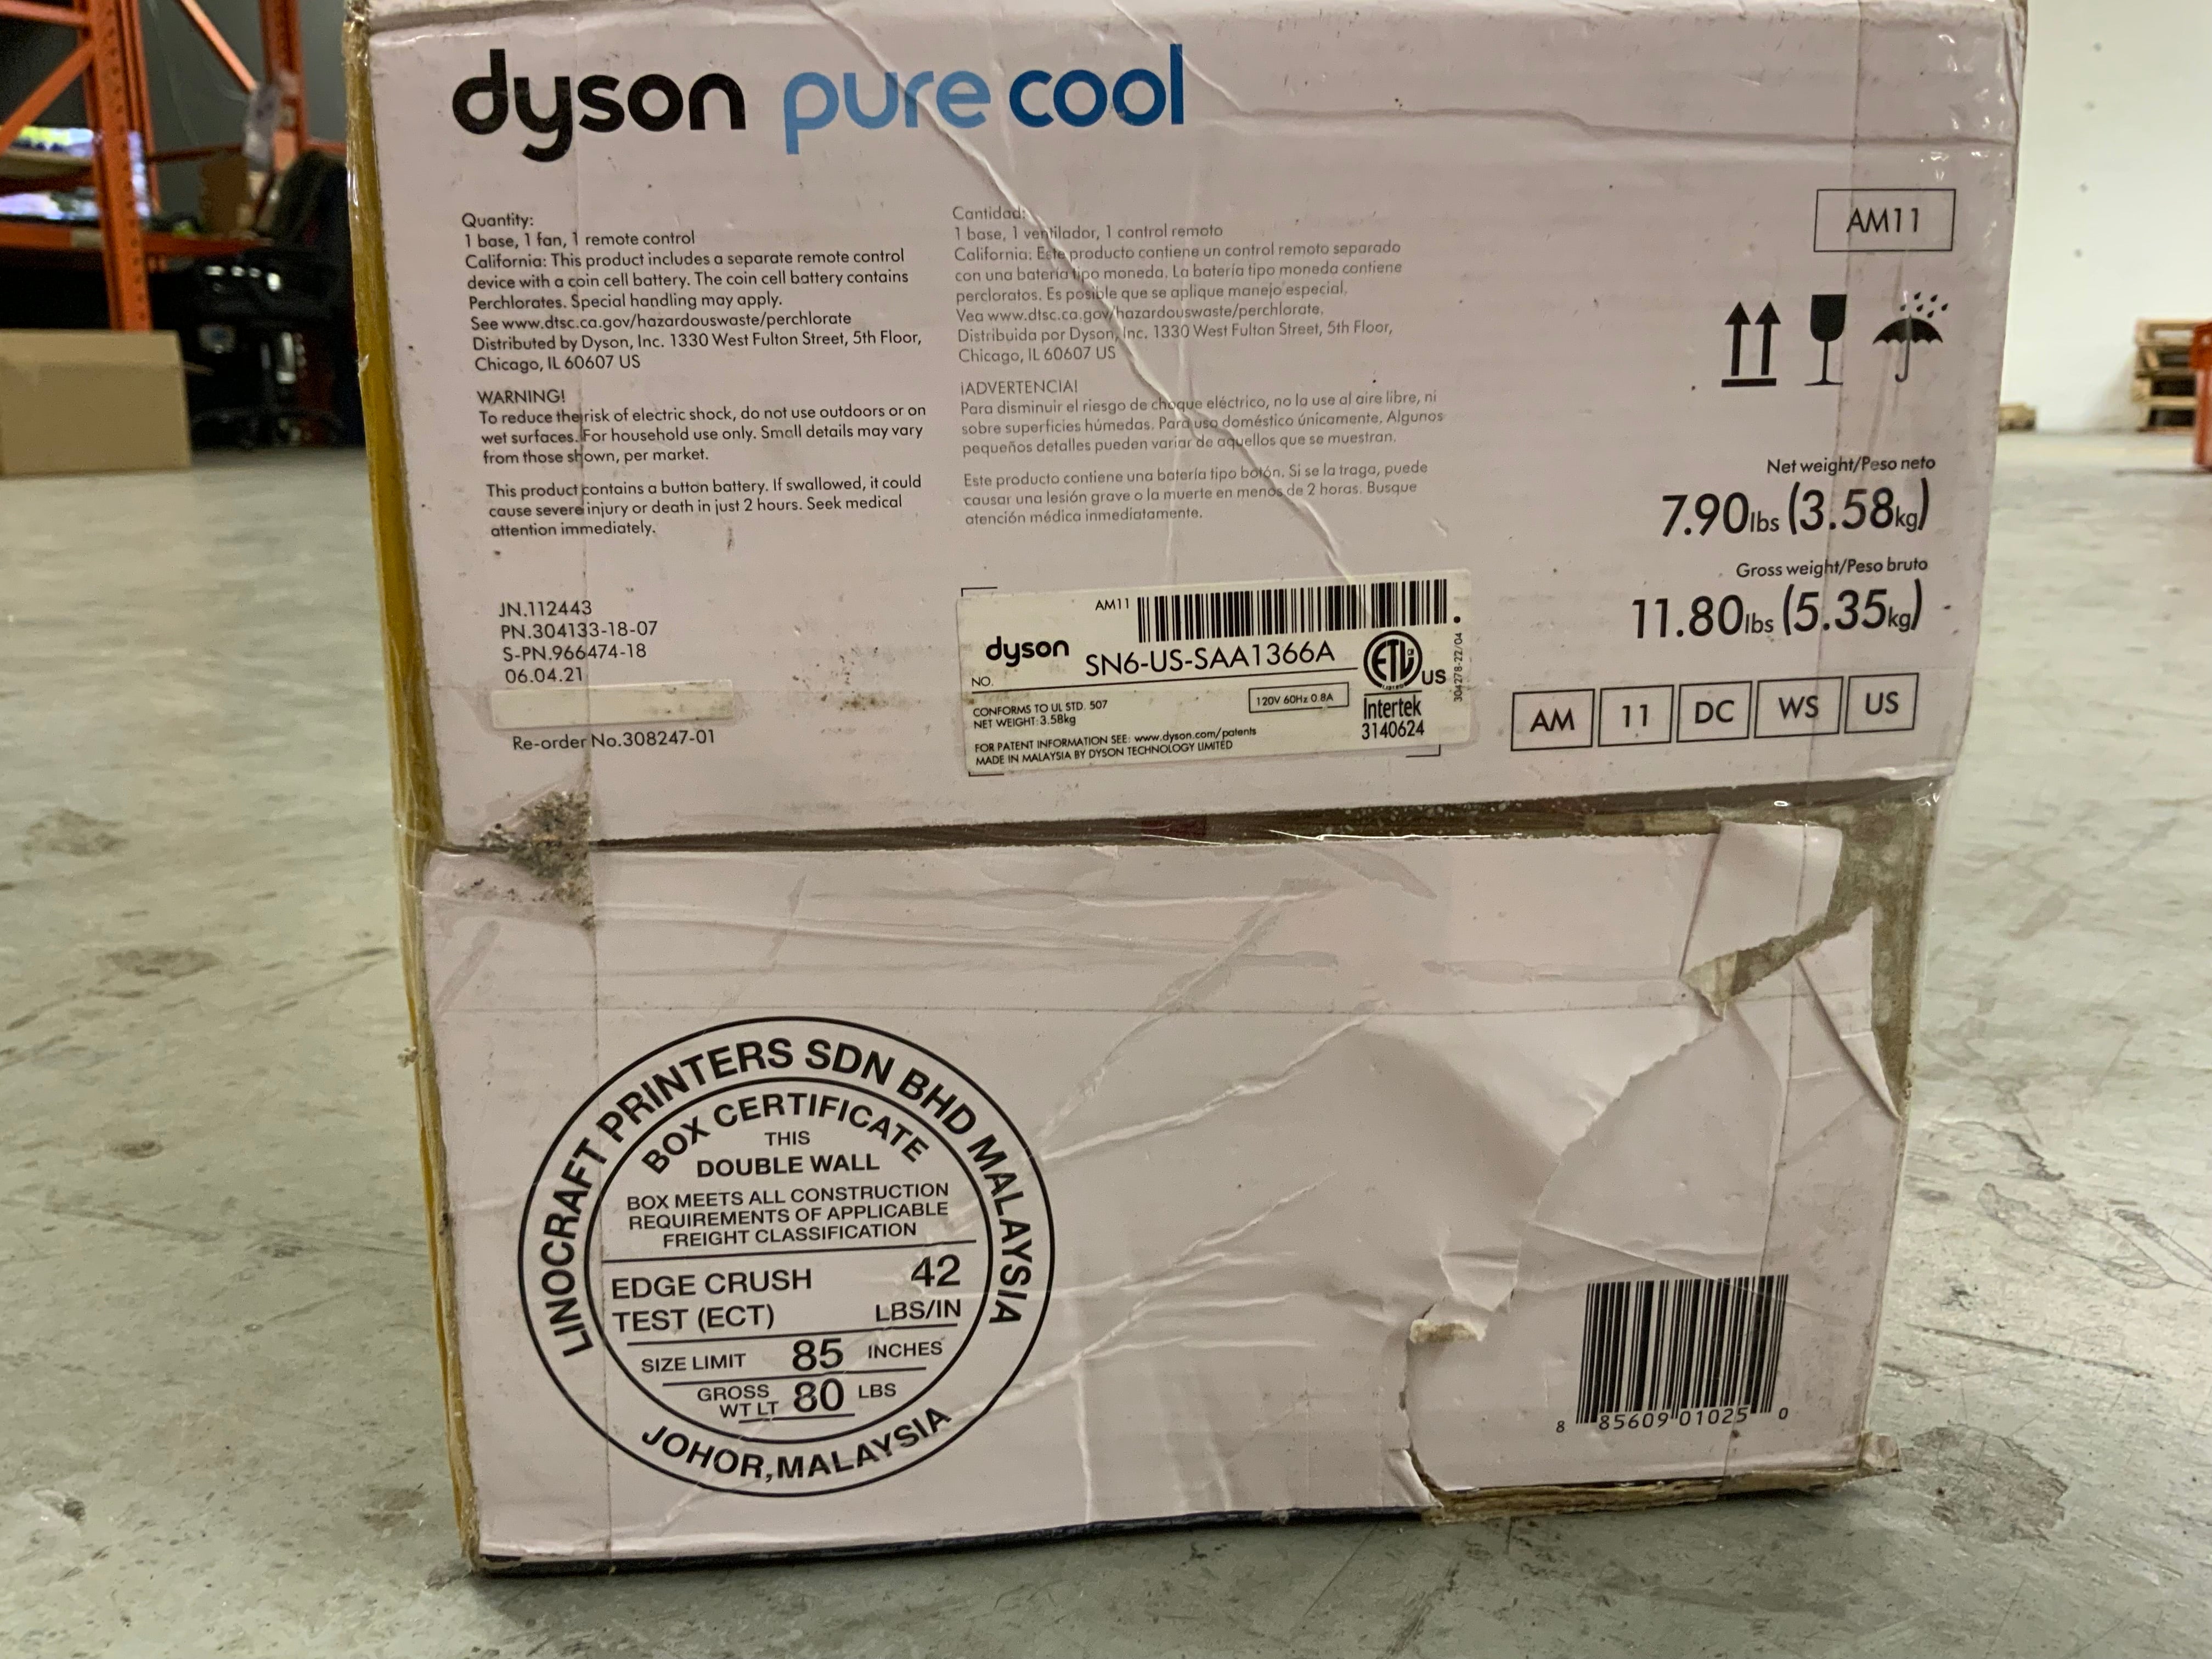 dyson pure cool
Quantity:
1 base, 1 fan, 1 remote control
California: This product includes a separate remote control
device with a coin cell battery. The coin cell battery contains
Perchlorates. Special handling may apply.
See www.dtsc.ca.gov/hazardouswaste/perchlorate
Distributed by Dyson, Inc. 1330 West Fulton Street, 5th Floor,
Chicago, IL 60607 US
WARNING!
To reduce the risk of electric shock, do not use outdoors or on
wet surfaces. For household use only. Small details may vary
from those shown, per market.
This product contains a button battery. If swallowed, it could
cause severe injury or death in just 2 hours. Seek medical
attention immediately.
Cantidad:
1 base, 1 ventilador, 1 control remoto
California: Este producto contiene un control remoto separado
con una batería tipo moneda. La batería tipo moneda contiene
percloratos. Es posible que se aplique manejo especial.
Vea www.dtsc.ca.gov/hazardouswaste/perchlorate.
Distribuida por Dyson, Inc. 1330 West Fulton Street, 5th Floor,
Chicago, IL 60607 US
¡ADVERTENCIA!
Para disminuir el riesgo de choque eléctrico, no la use al aire libre, ni
sobre superficies húmedas. Para uso doméstico únicamente. Algunos
pequeños detalles pueden variar de aquellos que se muestran.
Este producto contiene una batería tipo botón. Si se la traga, puede
causar una lesión grave o la muerte en menos de 2 horas. Busque
atención médica inmediatamente.
AM11
Net weight/Peso neto
7.90lbs (3.58kg)
Gross weight/Peso bruto
11.80lbs (5.35kg)
JN.112443
PN.304133-18-07
S-PN.966474-18
06.04.21
Re-order No.308247-01
AM11
dyson
NO. SN6-US-SAA1366A
CONFORMS TO UL STD. 507
NET WEIGHT: 3.58kg
120V 60Hz 0.8A
FOR PATENT INFORMATION SEE: www.dyson.com/patents
MADE IN MALAYSIA BY DYSON TECHNOLOGY LIMITED
ETL US
LISTED
Intertek
3140624
304278-22/04
AM 11 DC WS US
LINOCRAFT PRINTERS SDN BHD MALAYSIA
BOX CERTIFICATE
THIS
DOUBLE WALL
BOX MEETS ALL CONSTRUCTION
REQUIREMENTS OF APPLICABLE
FREIGHT CLASSIFICATION
EDGE CRUSH 42
TEST (ECT) LBS/IN
SIZE LIMIT 85 INCHES
GROSS
WT LT 80 LBS
JOHOR, MALAYSIA
8 85609 01025 0